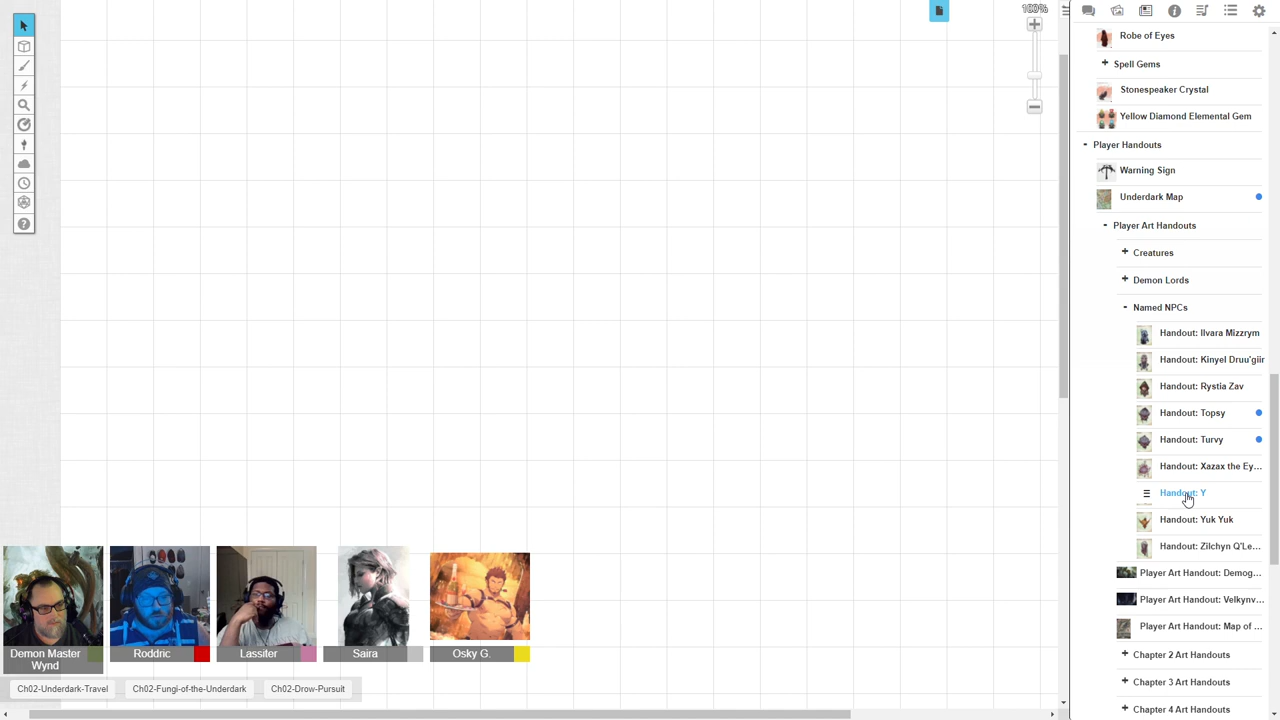 100%
Robe of Eyes
Spell Gems
Stonespeaker Crystal
Yellow Diamond Elemental Gem
Player Handouts
Warning Sign
Underdark Map
Player Art Handouts
Creatures
Demon Lords
Named NPCs
Handout: Ilvara Mizzrym
Handout: Kinyel Druu'giir
Handout: Rystia Zav
Handout: Topsy
Handout: Turvy
Handout: Xazax the Ey...
Handout: Y
Handout: Yuk Yuk
Handout: Zilchyn Q'Le...
Player Art Handout: Demog...
Player Art Handout: Velkynv...
Player Art Handout: Map of ...
Chapter 2 Art Handouts
Chapter 3 Art Handouts
Chapter 4 Art Handouts
Demon Master
Wynd
Roddric
Lassiter
Saira
Osky G.
Ch02-Underdark-Travel
Ch02-Fungi-of-the-Underdark
Ch02-Drow-Pursuit